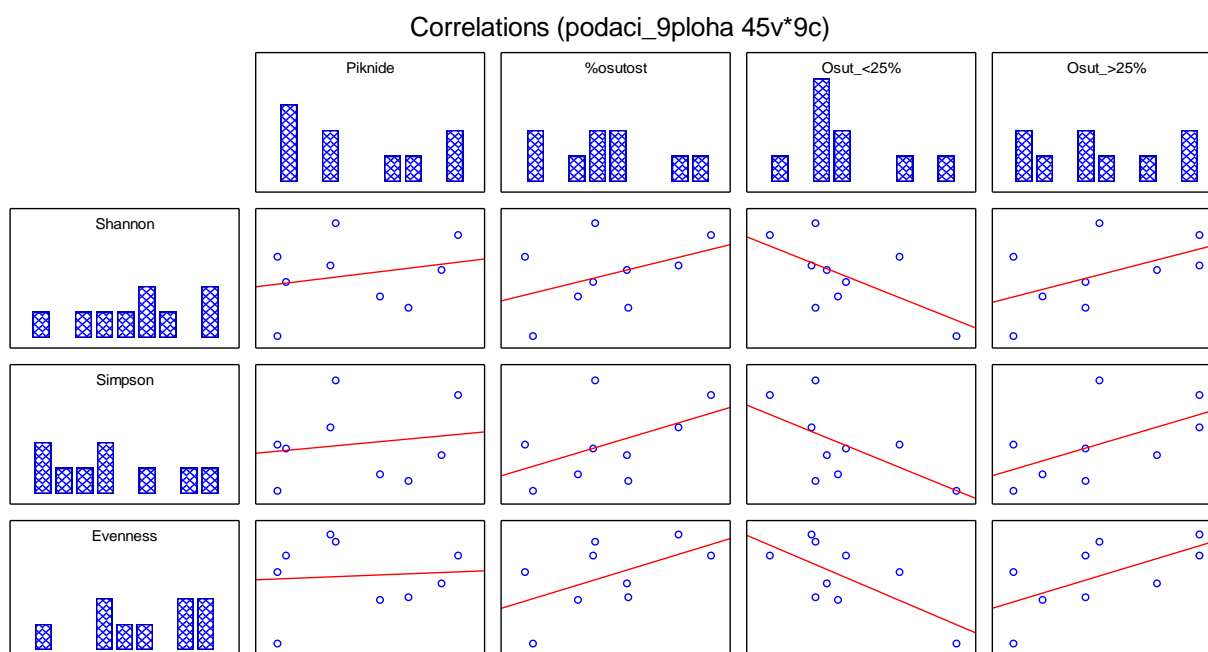 Correlations (podaci_9ploha 45v*9c)
Piknide
%osutost
Osut_<25%
Osut_>25%
Shannon
Simpson
Evenness